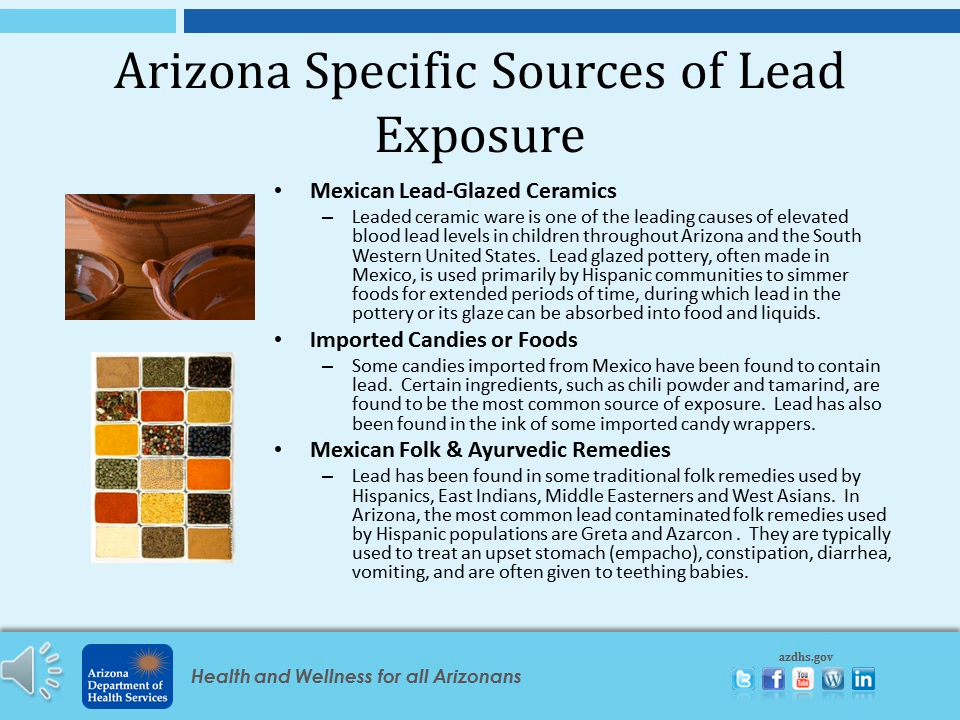 Arizona Specific Sources of Lead
Exposure
• Mexican Lead-Glazed Ceramics
– Leaded ceramic ware is one of the leading causes of elevated
blood lead levels in children throughout Arizona and the South
Western United States.  Lead glazed pottery, often made in
Mexico, is used primarily by Hispanic communities to simmer
foods for extended periods of time, during which lead in the
pottery or its glaze can be absorbed into food and liquids.
• Imported Candies or Foods
– Some candies imported from Mexico have been found to contain
lead.  Certain ingredients, such as chili powder and tamarind, are
found to be the most common source of exposure.  Lead has also
been found in the ink of some imported candy wrappers.
• Mexican Folk & Ayurvedic Remedies
– Lead has been found in some traditional folk remedies used by
Hispanics, East Indians, Middle Easterners and West Asians.  In
Arizona, the most common lead contaminated folk remedies used
by Hispanic populations are Greta and Azarcon .  They are typically
used to treat an upset stomach (empacho), constipation, diarrhea,
vomiting, and are often given to teething babies.
Arizona
Department of
Health Services
Health and Wellness for all Arizonans
azdhs.gov
f You Tube W in